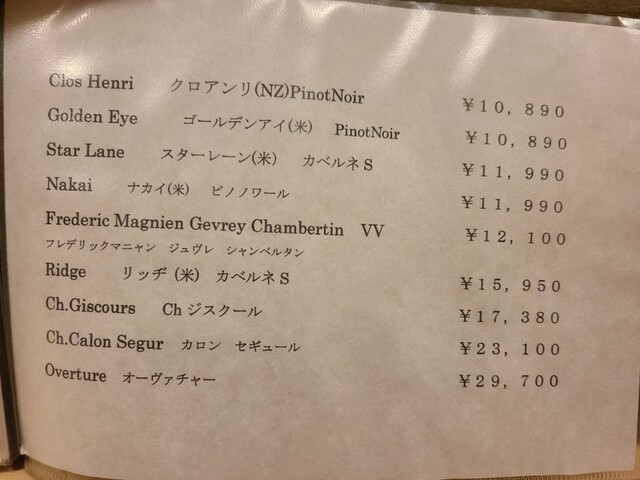 Clos Henri クロアンリ(NZ)PinotNoir ￥１０，８９０
Golden Eye ゴールデンアイ(米) PinotNoir ￥１０，８９０
Star Lane スターレーン(米) カベルネＳ ￥１１，９９０
Nakai ナカイ(米) ピノノワール ￥１１，９９０
Frederic Magnien Gevrey Chambertin VV ￥１２，１００
フレデリックマニャン ジュヴレ シャンベルタン
Ridge リッヂ (米) カベルネＳ ￥１５，９５０
Ch.Giscours Ch ジスクール ￥１７，３８０
Ch.Calon Segur カロン セギュール ￥２３，１００
Overture オーヴァチャー ￥２９，７００